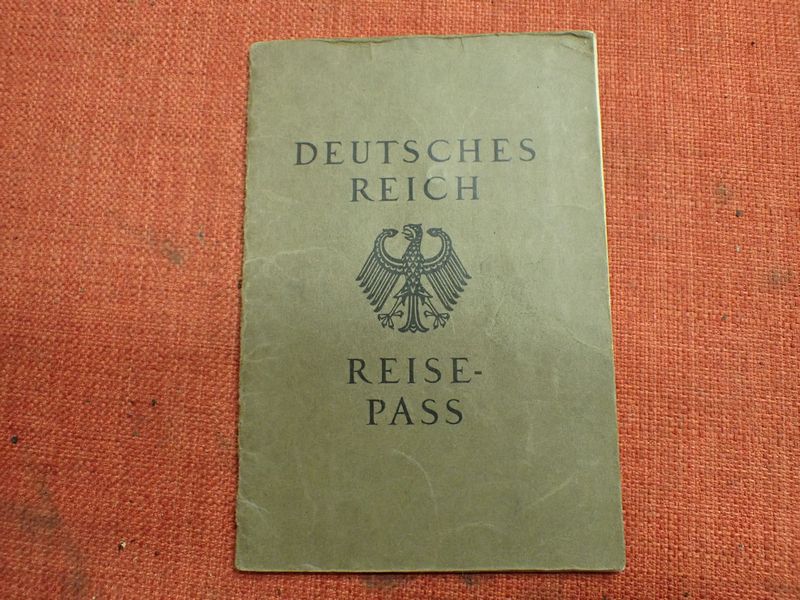 DEUTSCHES
REICH
REISE-
PASS